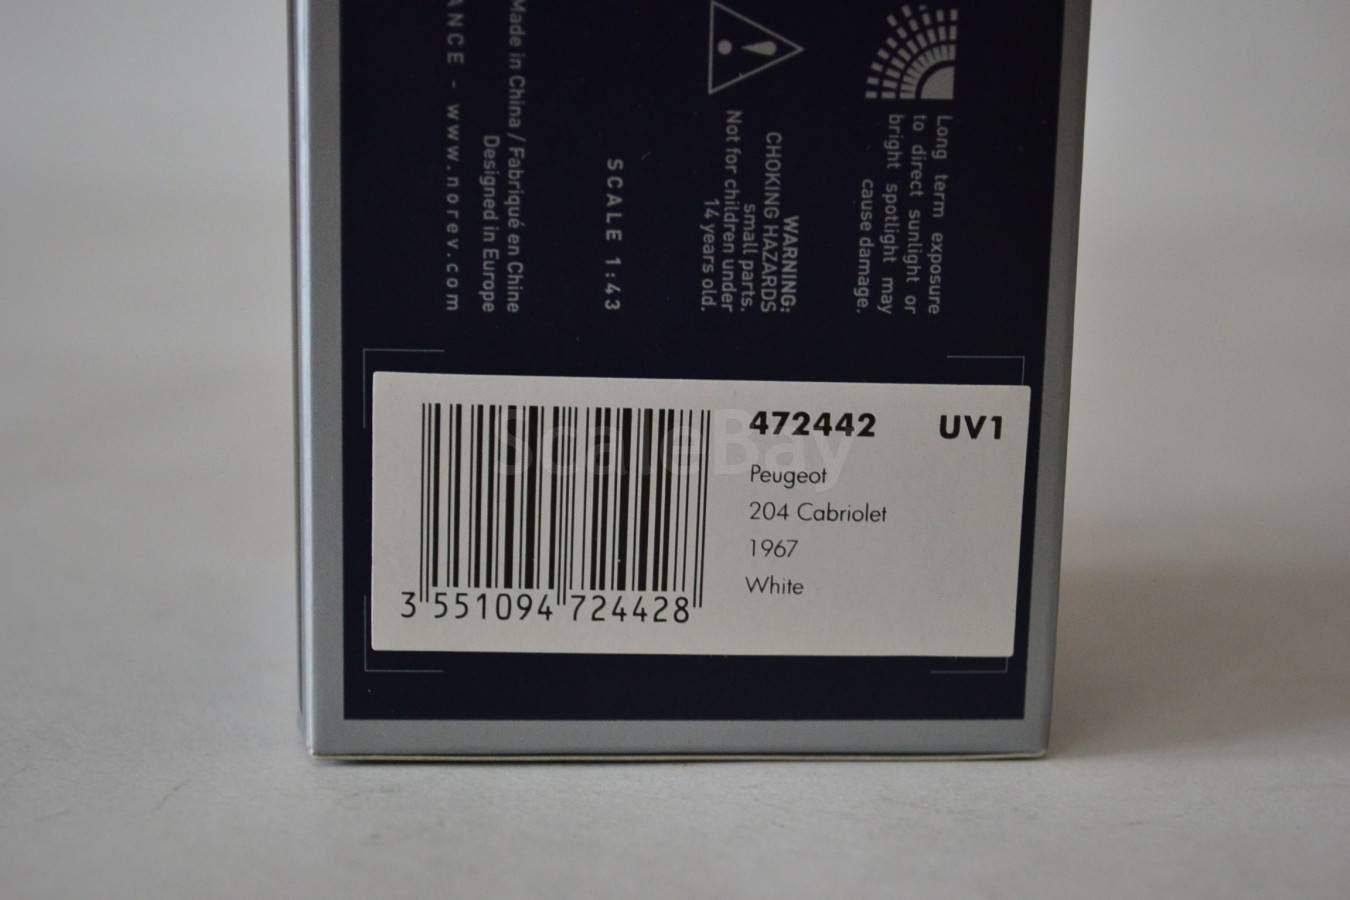 Long term exposure
to direct sunlight or
bright spotlight may
cause damage.
WARNING:
CHOKING HAZARDS
small parts.
Not for children under
14 years old.
SCALE 1:43
Made in China / Fabriqué en Chine
Designed in Europe
ANCE - www.norev.com
472442 UV1
Peugeot
204 Cabriolet
1967
White
3 551094 724428
ScaleBay